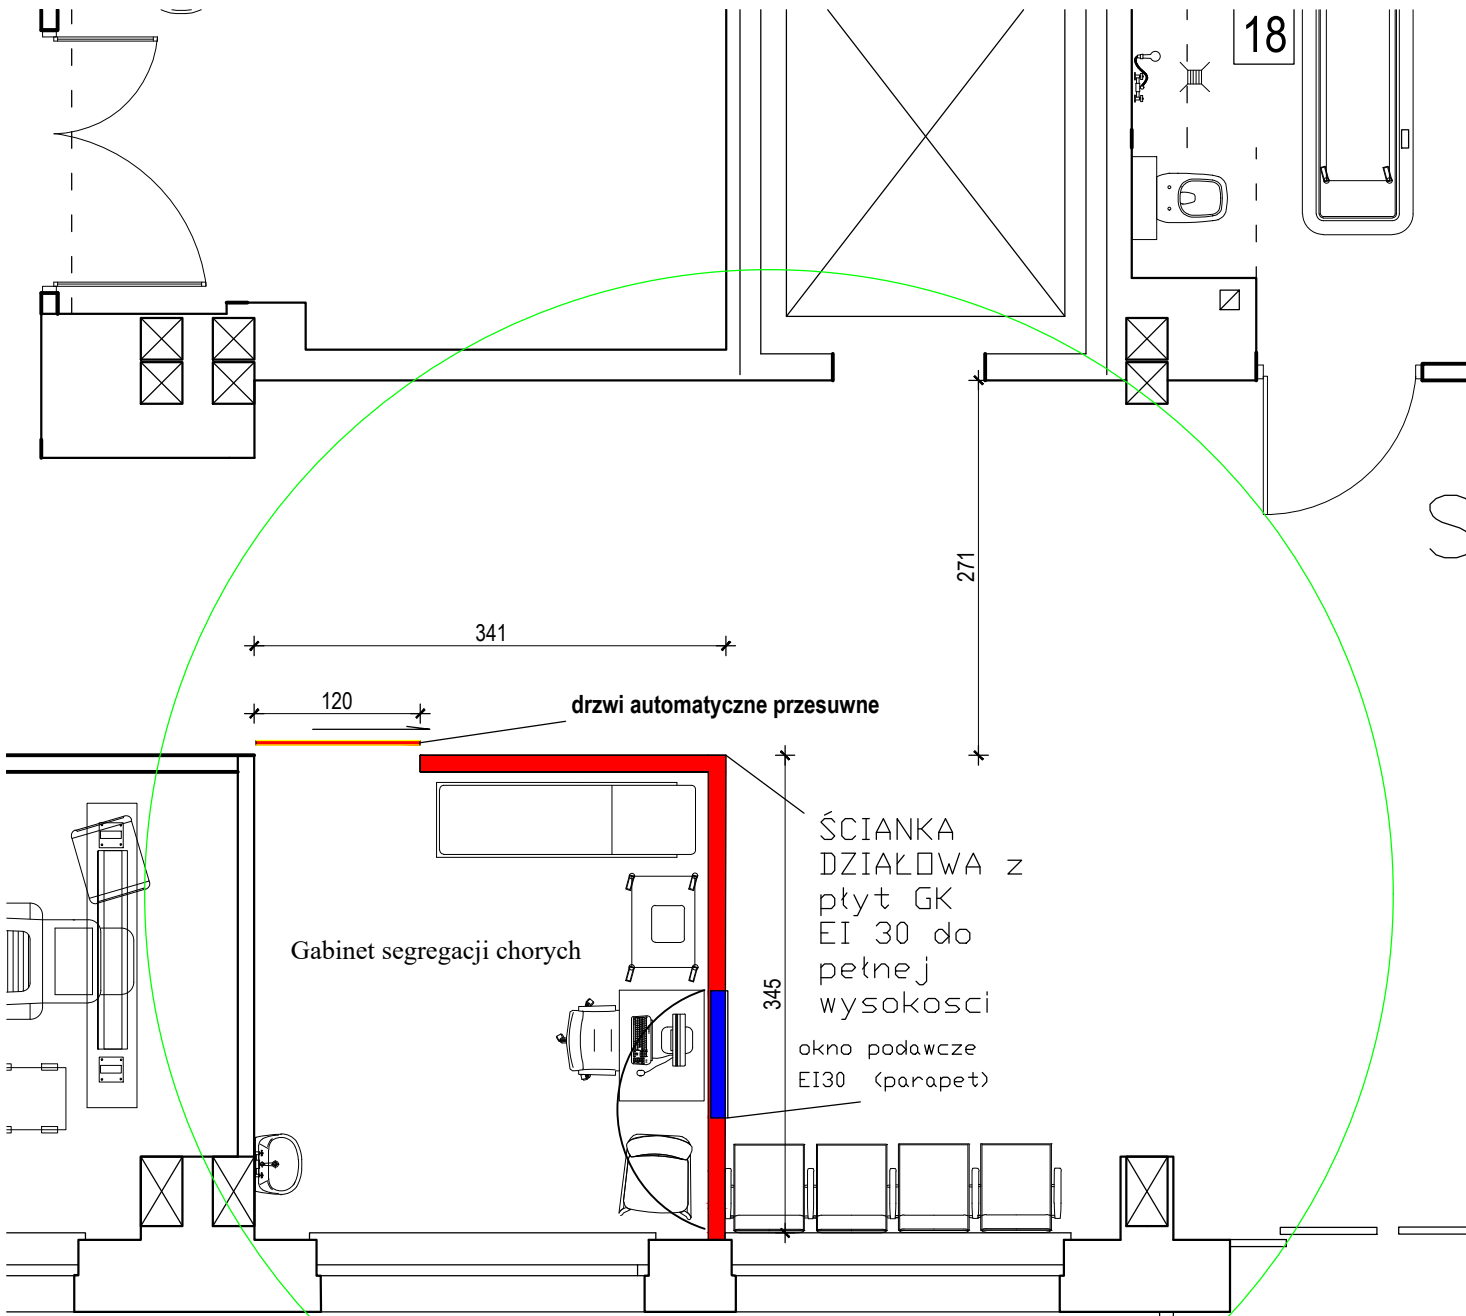 18
S
271
341
120
drzwi automatyczne przesuwne
ŚCIANKA
DZIAŁOWA z
płyt GK
EI 30 do
pełnej
wysokosci
Gabinet segregacji chorych
345
okno podawcze
EI30 (parapet)